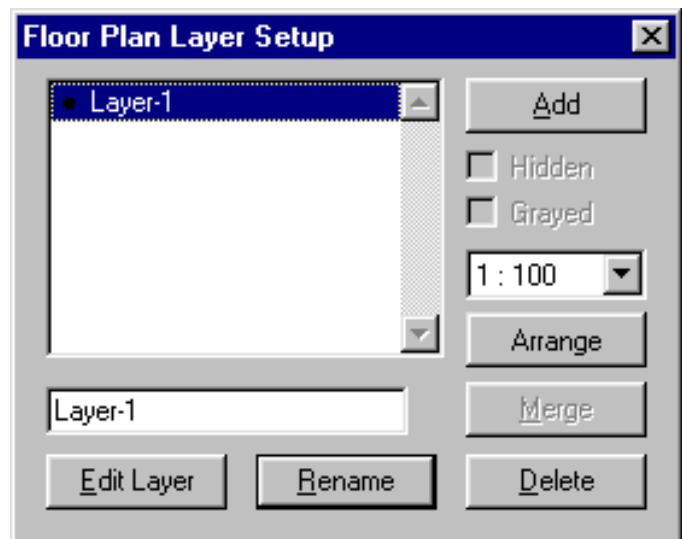 Floor Plan Layer Setup
Layer-1
Add
Hidden
Grayed
1 : 100
Arrange
Layer-1
Merge
Edit Layer
Rename
Delete